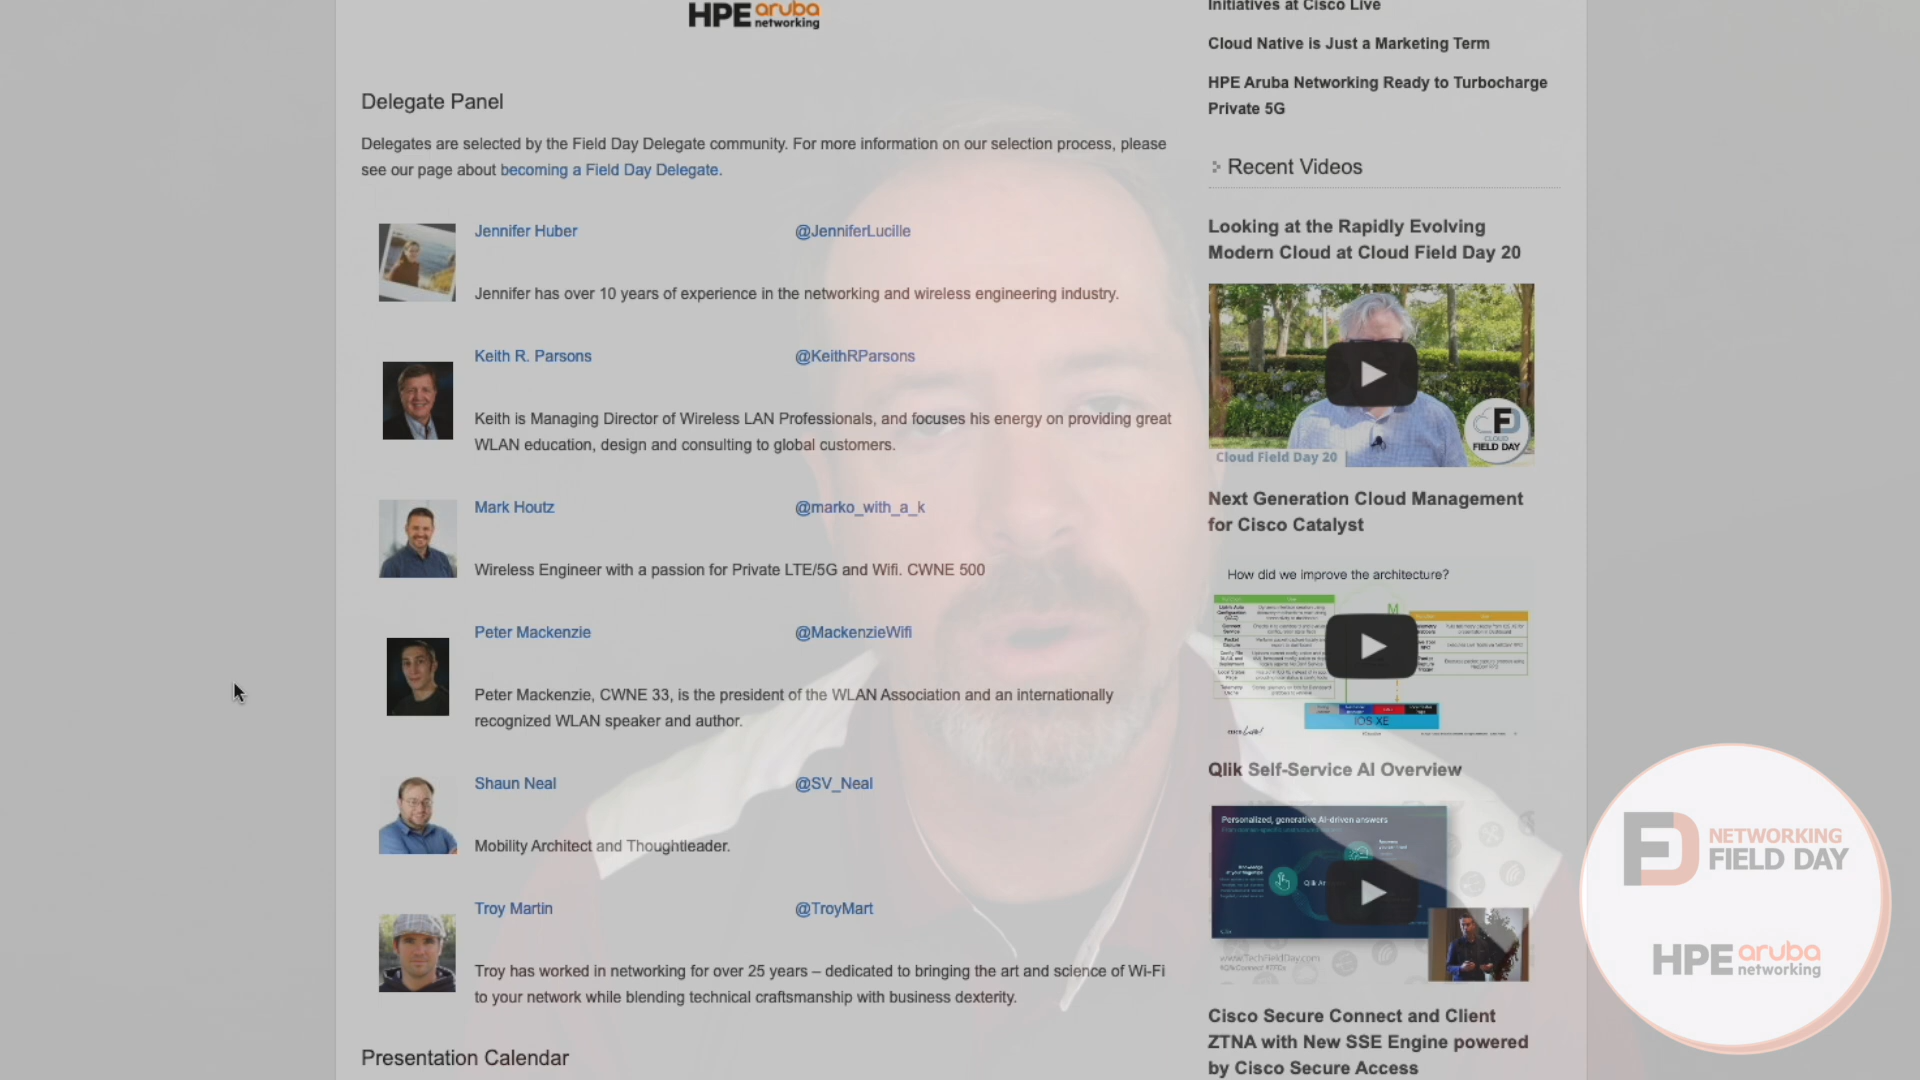 HPE aruba
networking
Delegate Panel
Delegates are selected by the Field Day Delegate community. For more information on our selection process, please
see our page about becoming a Field Day Delegate.
Jennifer Huber
@JenniferLucille
Jennifer has over 10 years of experience in the networking and wireless engineering industry.
Keith R. Parsons
@KeithRParsons
Keith is Managing Director of Wireless LAN Professionals, and focuses his energy on providing great
WLAN education, design and consulting to global customers.
Mark Houtz
@marko_with_a_k
Wireless Engineer with a passion for Private LTE/5G and Wifi. CWNE 500
Peter Mackenzie
@MackenzieWifi
Peter Mackenzie, CWNE 33, is the president of the WLAN Association and an internationally
recognized WLAN speaker and author.
Shaun Neal
@SV_Neal
Mobility Architect and Thoughtleader.
Troy Martin
@TroyMart
Troy has worked in networking for over 25 years – dedicated to bringing the art and science of Wi-Fi
to your network while blending technical craftsmanship with business dexterity.
Presentation Calendar
Initiatives at Cisco Live
Cloud Native is Just a Marketing Term
HPE Aruba Networking Ready to Turbocharge
Private 5G
Recent Videos
Looking at the Rapidly Evolving
Modern Cloud at Cloud Field Day 20
CLOUD
FIELD DAY
Cloud Field Day 20
Next Generation Cloud Management
for Cisco Catalyst
How did we improve the architecture?
M
IOS XE
Qlik Self-Service AI Overview
Personalized, generative AI-driven answers
www.TechFieldDay.com
Cisco Secure Connect and Client
ZTNA with New SSE Engine powered
by Cisco Secure Access
NETWORKING
FIELD DAY
HPE aruba
networking